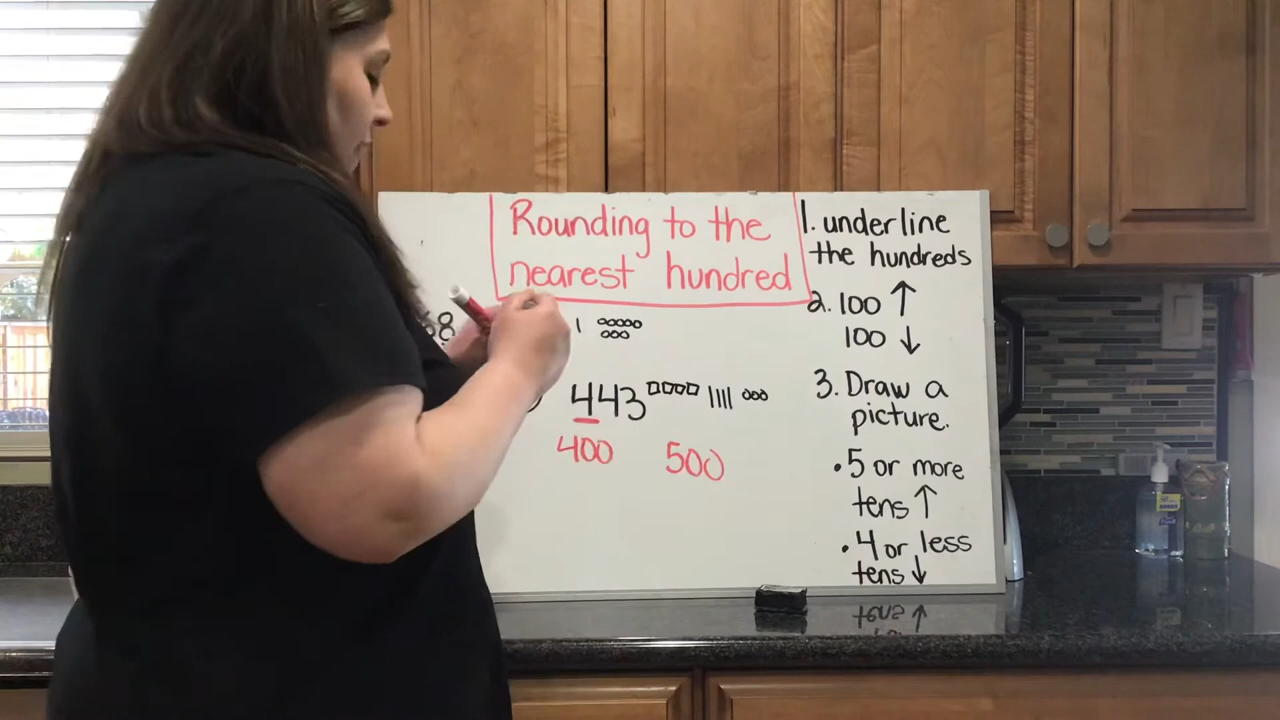 Rounding to the
nearest hundred
1. underline
the hundreds
2. 100 ↑
100 ↓
3. Draw a
picture.
• 5 or more
tens ↑
• 4 or less
tens ↓
68
443
400 500